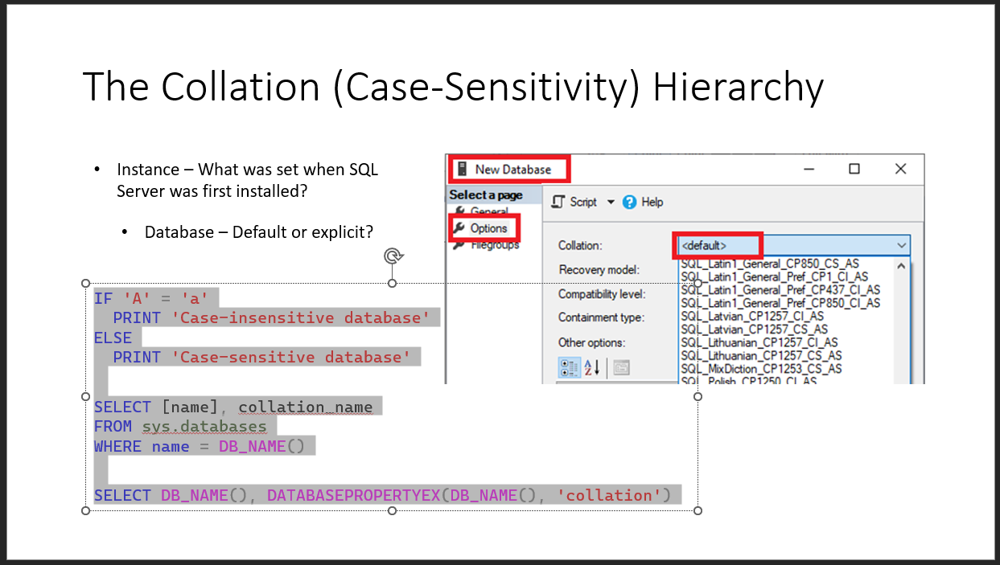 The Collation (Case-Sensitivity) Hierarchy
• Instance – What was set when SQL
Server was first installed?
• Database – Default or explicit?
IF 'A' = 'a'
PRINT 'Case-insensitive database'
ELSE
PRINT 'Case-sensitive database'
SELECT [name], collation_name
FROM sys.databases
WHERE name = DB_NAME()
SELECT DB_NAME(), DATABASEPROPERTYEX(DB_NAME(), 'collation')
New Database
Select a page
General
Options
Filegroups
Script
Help
Collation:
<default>
Recovery model:
Compatibility level:
Containment type:
Other options:
SQL_Latin1_General_CP850_CS_AS
SQL_Latin1_General_Pref_CP1_CI_AS
SQL_Latin1_General_Pref_CP437_CI_AS
SQL_Latin1_General_Pref_CP850_CI_AS
SQL_Latvian_CP1257_CI_AS
SQL_Latvian_CP1257_CS_AS
SQL_Lithuanian_CP1257_CI_AS
SQL_Lithuanian_CP1257_CS_AS
SQL_MixDiction_CP1253_CS_AS
SQL_Polish_CP1250_CI_AS